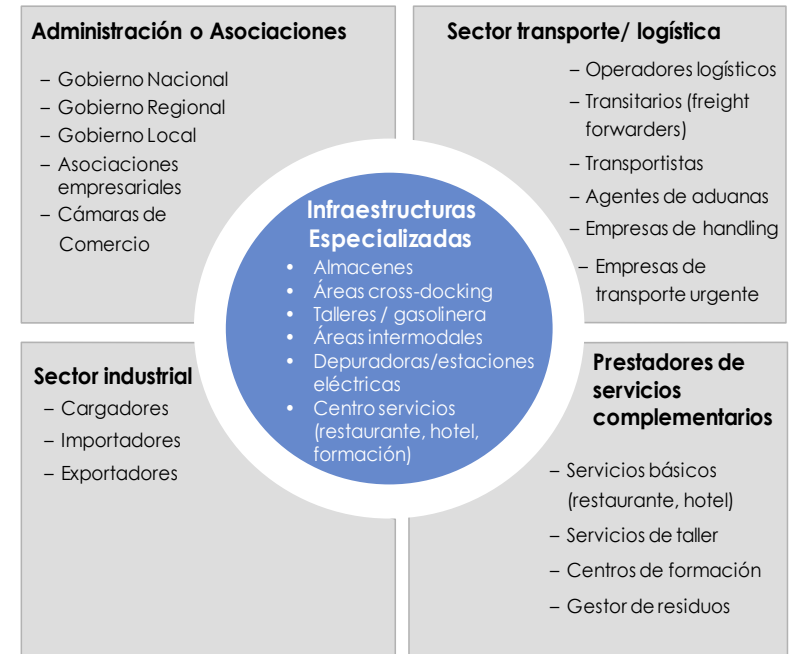 Administración o Asociaciones
– Gobierno Nacional
– Gobierno Regional
– Gobierno Local
– Asociaciones
empresariales
– Cámaras de
Comercio
Sector transporte/ logística
– Operadores logísticos
– Transitarios (freight
forwarders)
– Transportistas
– Agentes de aduanas
– Empresas de handling
– Empresas de
transporte urgente
Infraestructuras
Especializadas
• Almacenes
• Áreas cross-docking
• Talleres / gasolinera
• Áreas intermodales
• Depuradoras/estaciones
eléctricas
• Centro servicios
(restaurante, hotel,
formación)
Sector industrial
– Cargadores
– Importadores
– Exportadores
Prestadores de
servicios
complementarios
– Servicios básicos
(restaurante, hotel)
– Servicios de taller
– Centros de formación
– Gestor de residuos